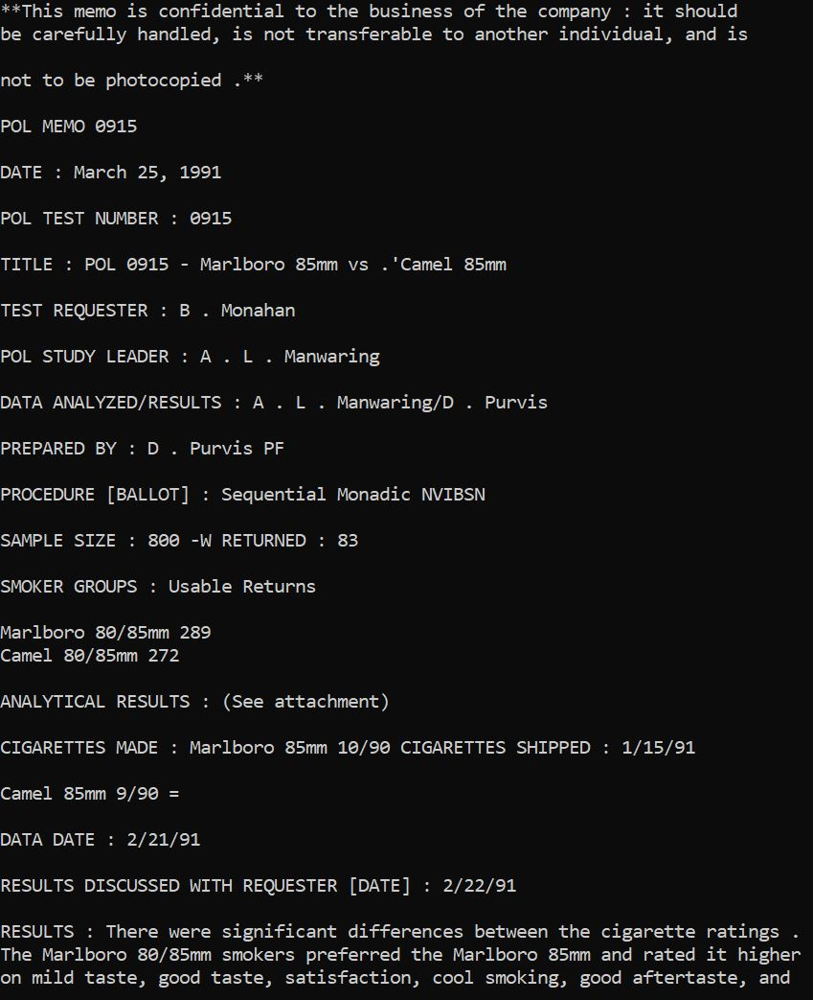 **This memo is confidential to the business of the company : it should
be carefully handled, is not transferable to another individual, and is
not to be photocopied .**
POL MEMO 0915
DATE : March 25, 1991
POL TEST NUMBER : 0915
TITLE : POL 0915 - Marlboro 85mm vs .'Camel 85mm
TEST REQUESTER : B . Monahan
POL STUDY LEADER : A . L . Manwaring
DATA ANALYZED/RESULTS : A . L . Manwaring/D . Purvis
PREPARED BY : D . Purvis PF
PROCEDURE [BALLOT] : Sequential Monadic NVIBSN
SAMPLE SIZE : 800 -W RETURNED : 83
SMOKER GROUPS : Usable Returns
Marlboro 80/85mm 289
Camel 80/85mm 272
ANALYTICAL RESULTS : (See attachment)
CIGARETTES MADE : Marlboro 85mm 10/90 CIGARETTES SHIPPED : 1/15/91
Camel 85mm 9/90 =
DATA DATE : 2/21/91
RESULTS DISCUSSED WITH REQUESTER [DATE] : 2/22/91
RESULTS : There were significant differences between the cigarette ratings .
The Marlboro 80/85mm smokers preferred the Marlboro 85mm and rated it higher
on mild taste, good taste, satisfaction, cool smoking, good aftertaste, and